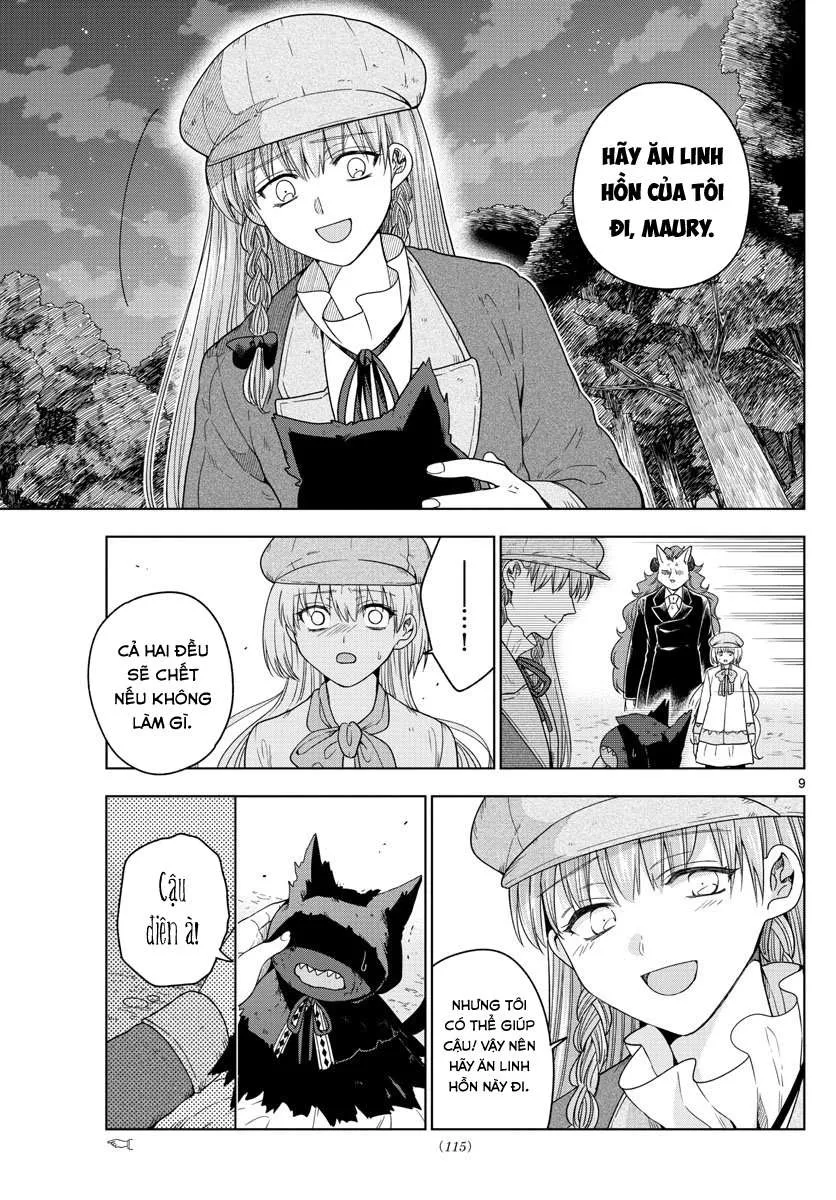 HÃY ĂN LINH
HỒN CỦA TÔI
ĐI, MAURY.
......!
CẢ HAI ĐỀU
SẼ CHẾT
NẾU KHÔNG
LÀM GÌ.
9
NHƯNG TÔI
CÓ THỂ GIÚP
CẬU! VẬY NÊN
HÃY ĂN LINH
HỒN NÀY ĐI.
Cậu
điên à!
(115)